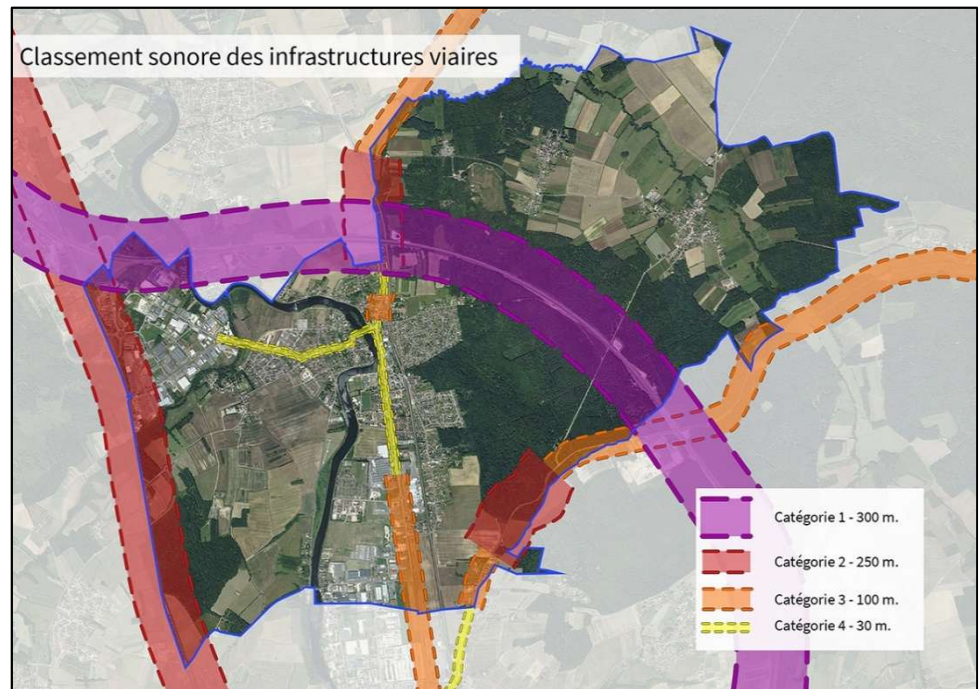 Classement sonore des infrastructures viaires
Catégorie 1 - 300 m.
Catégorie 2 - 250 m.
Catégorie 3 - 100 m.
Catégorie 4 - 30 m.